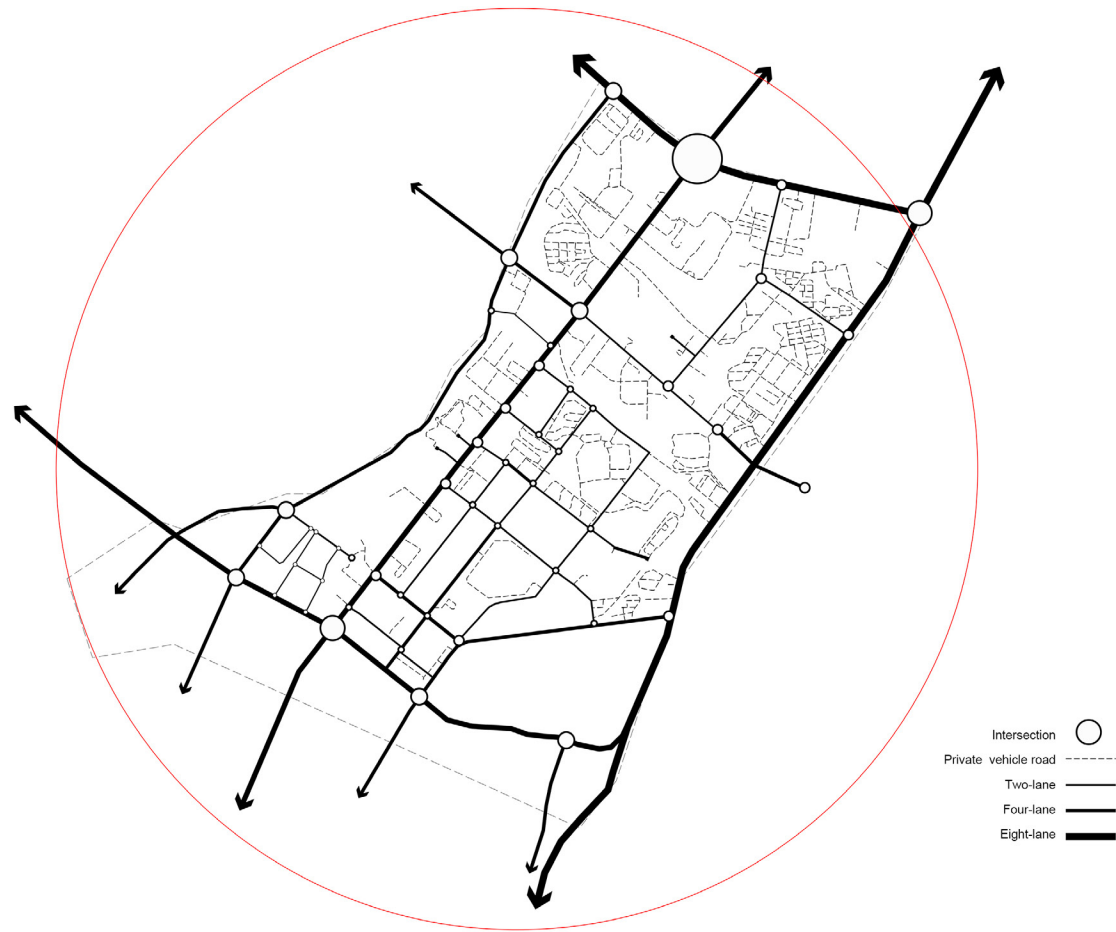 Intersection
Private vehicle road
Two-lane
Four-lane
Eight-lane